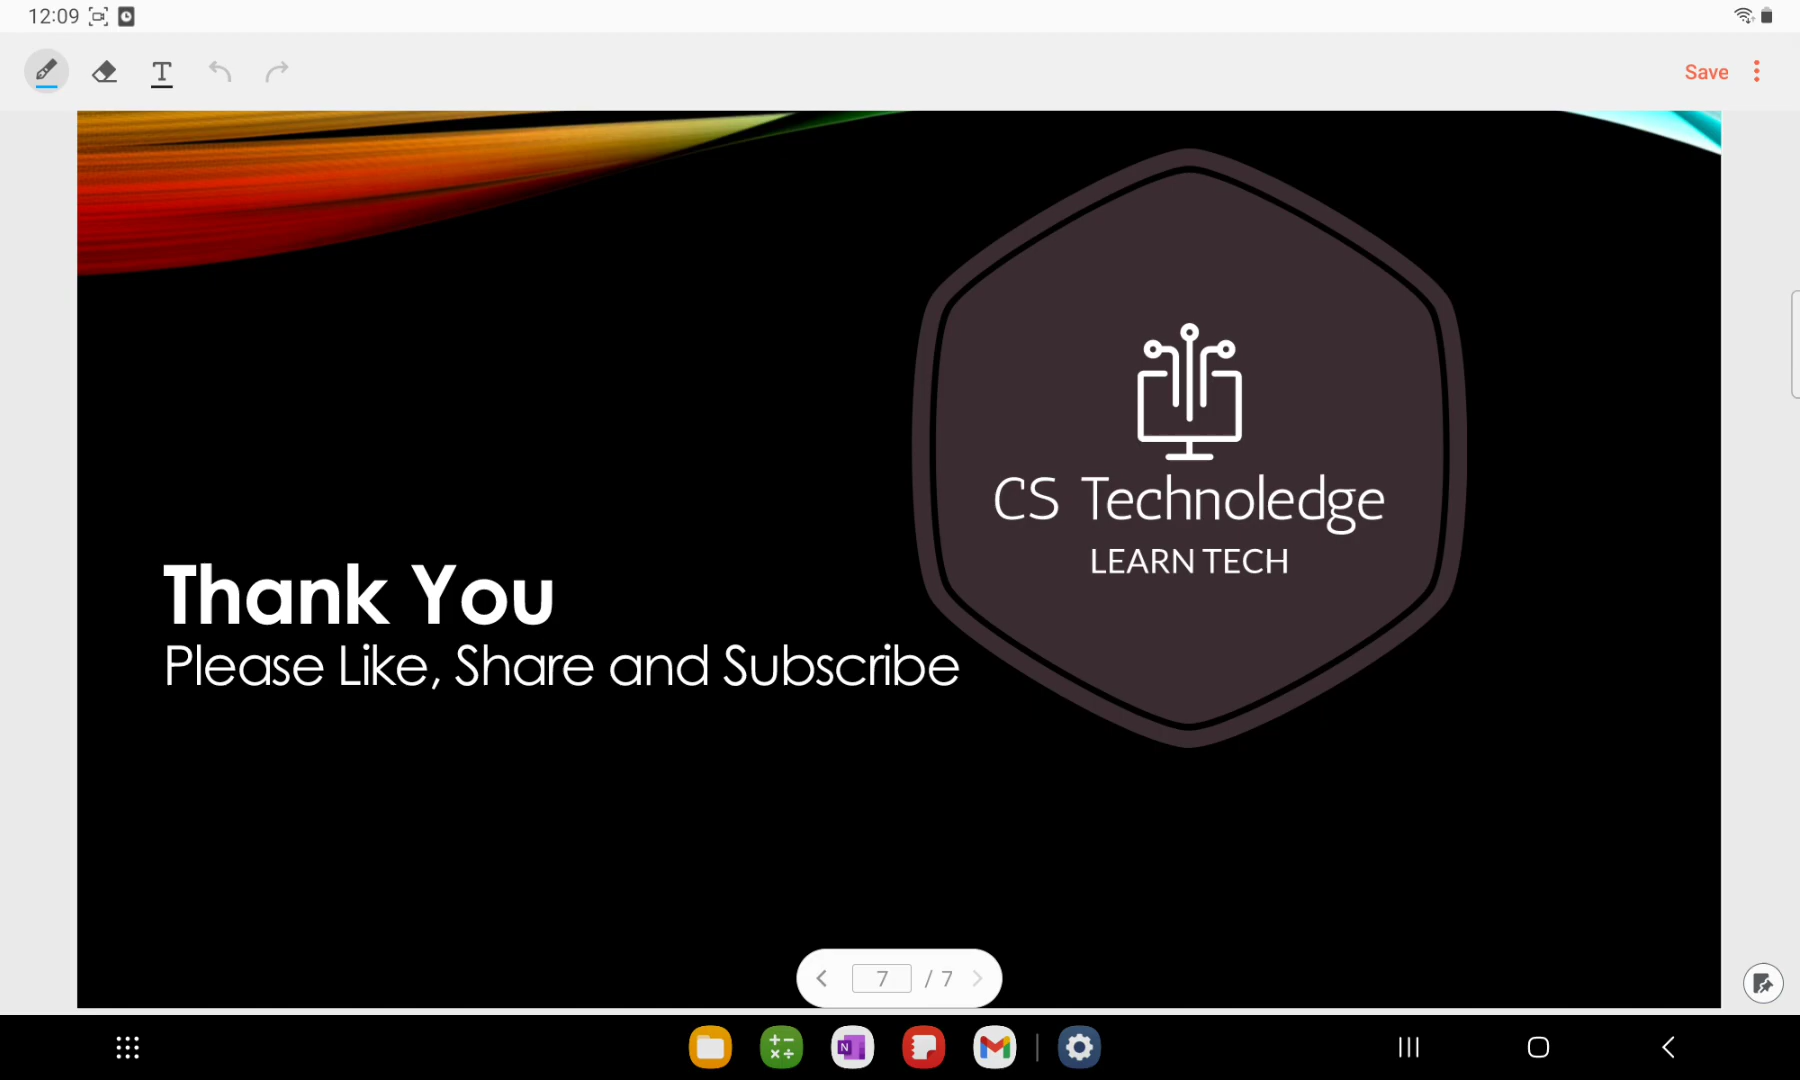 12:09
T
Save
CS Technoledge
LEARN TECH
Thank You
Please Like, Share and Subscribe
7 / 7
N